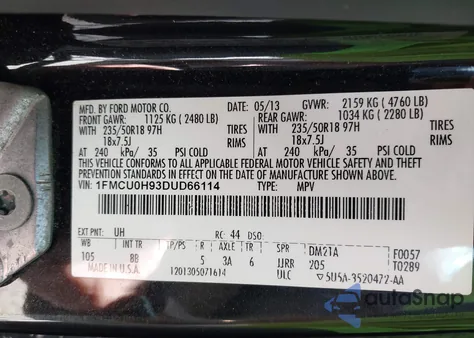 MFD. BY FORD MOTOR CO.
DATE: 05/13 GVWR: 2159 KG ( 4760 LB)
FRONT GAWR: 1125 KG ( 2480 LB) REAR GAWR: 1034 KG ( 2280 LB)
WITH 235/50R18 97H TIRES WITH 235/50R18 97H TIRES
18x7.5J RIMS 18x7.5J RIMS
AT 240 kPa/ 35 PSI COLD AT 240 kPa/ 35 PSI COLD
THIS VEHICLE CONFORMS TO ALL APPLICABLE FEDERAL MOTOR VEHICLE SAFETY AND THEFT
PREVENTION STANDARDS IN EFFECT ON THE DATE OF MANUFACTURE SHOWN ABOVE.
VIN: 1FMCU0H93DUD66114 TYPE: MPV
EXT PNT: UH RC: 44 DSO:
WB TP/PS R AXLE TR SPR DM21A F0057
105 8B 5 3A 6 JJRR 205 T0289
MADE IN U.S.A. 1201305071614 ULC 5U5A-3520472-AA
autoSnap